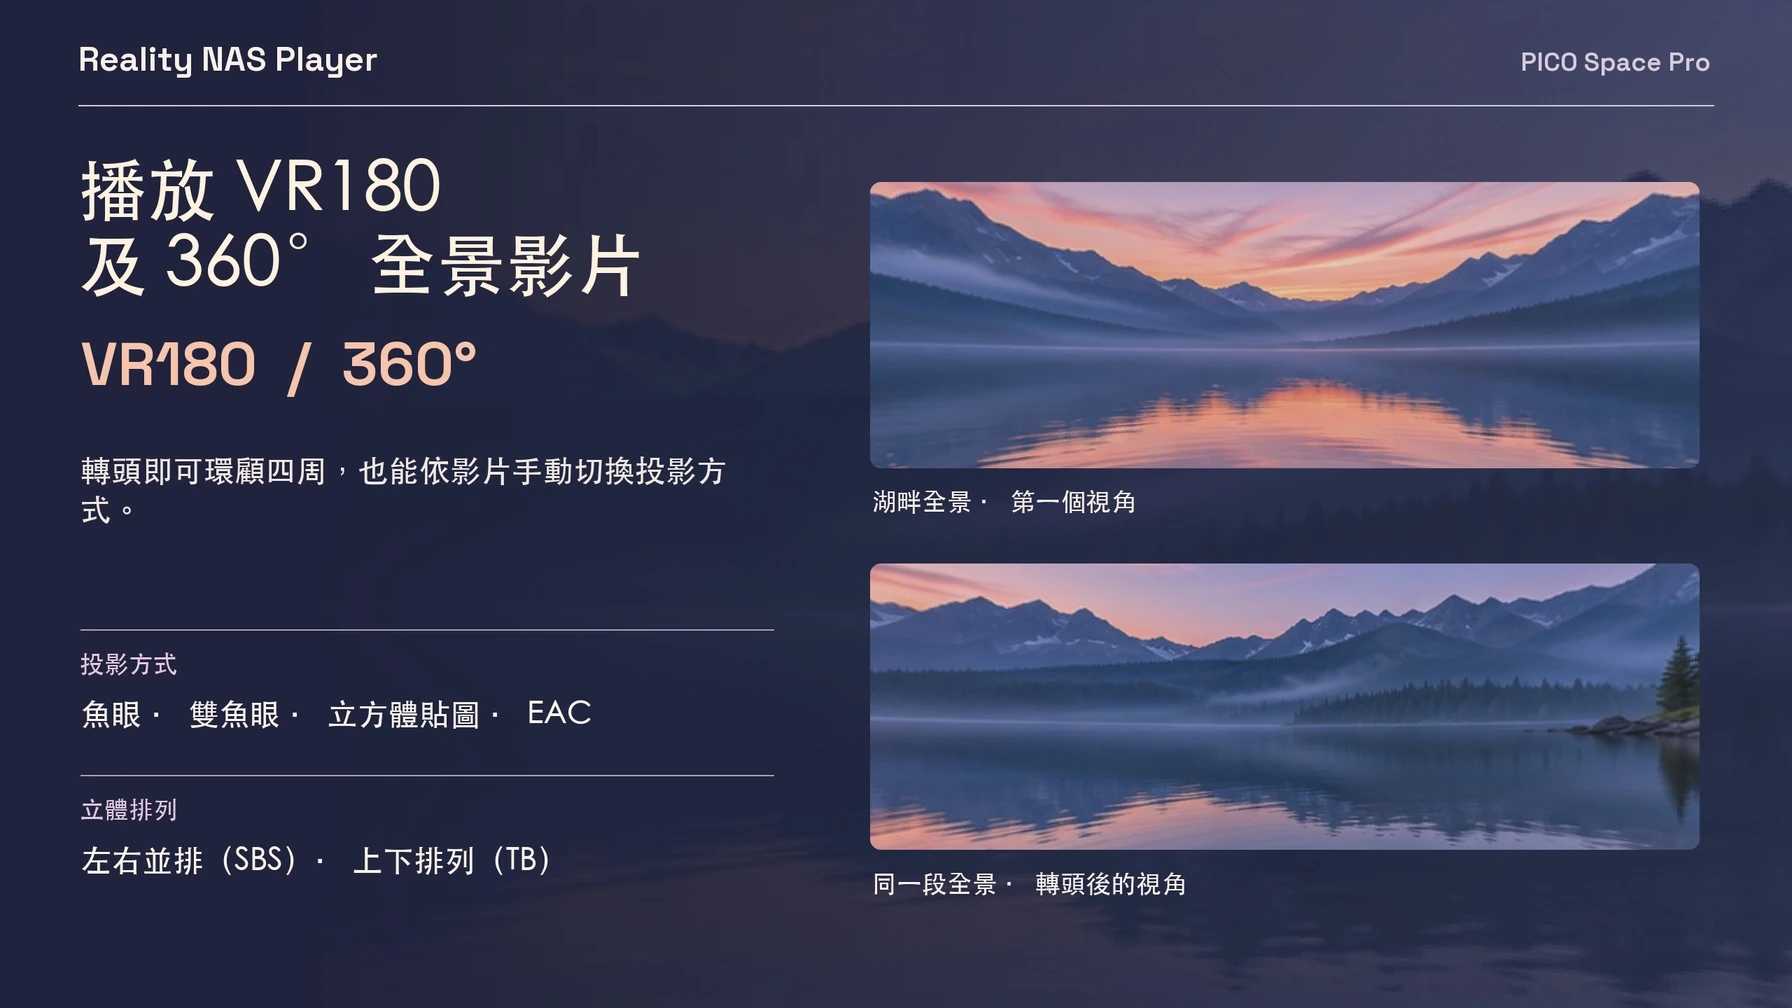 Reality NAS Player
PICO Space Pro
播放 VR180
及 360° 全景影片
VR180 / 360°
轉頭即可環顧四周，也能依影片手動切換投影方
式。
投影方式
魚眼 · 雙魚眼 · 立方體貼圖 · EAC
立體排列
左右並排（SBS）· 上下排列（TB）
湖畔全景 · 第一個視角
同一段全景 · 轉頭後的視角